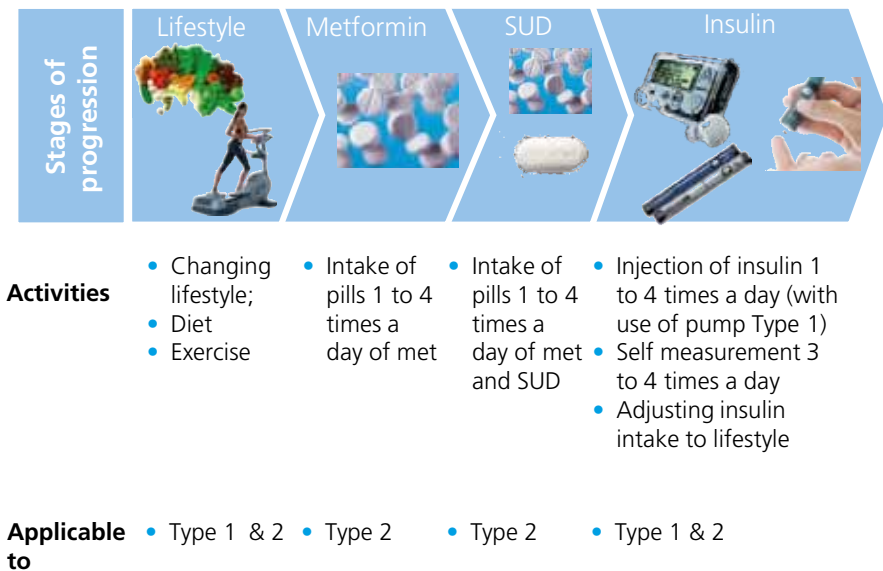 Stages of
progression
Lifestyle
Metformin
SUD
Insulin
Activities
• Changing
lifestyle;
• Diet
• Exercise
• Intake of
pills 1 to 4
times a
day of met
• Intake of
pills 1 to 4
times a
day of met
and SUD
• Injection of insulin 1
to 4 times a day (with
use of pump Type 1)
• Self measurement 3
to 4 times a day
• Adjusting insulin
intake to lifestyle
Applicable
to
• Type 1 & 2
• Type 2
• Type 2
• Type 1 & 2